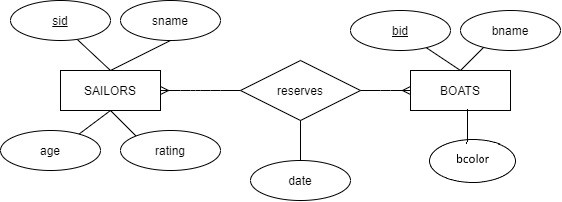 sid
sname
bid
bname
SAILORS
reserves
BOATS
age
rating
date
bcolor